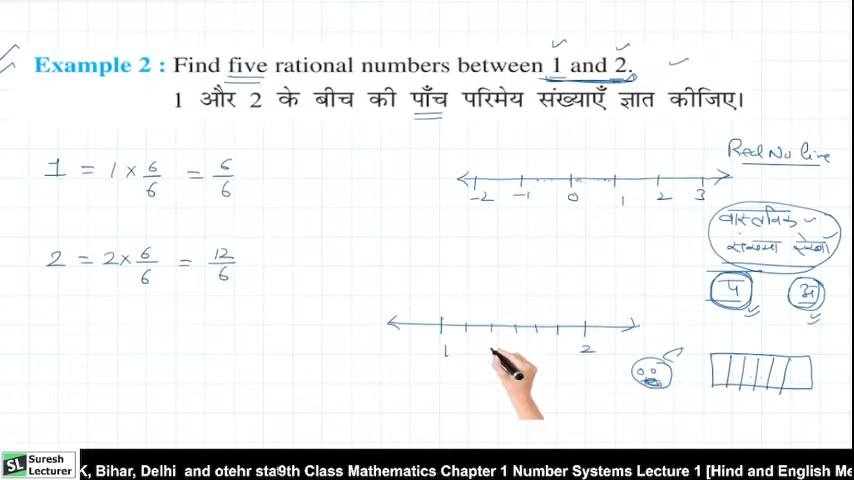 Example 2 : Find five rational numbers between 1 and 2.
1 और 2 के बीच की पाँच परिमेय संख्याएँ ज्ञात कीजिए।
1 = 1 × 6/6 = 6/6
2 = 2 × 6/6 = 12/6
Real No line
-2 -1 0 1 2 3
वास्तविक
संख्या रेखा
प अ
1 2
SL Suresh Lecturer
K, Bihar, Delhi and otehr sta9th Class Mathematics Chapter 1 Number Systems Lecture 1 [Hind and English Me